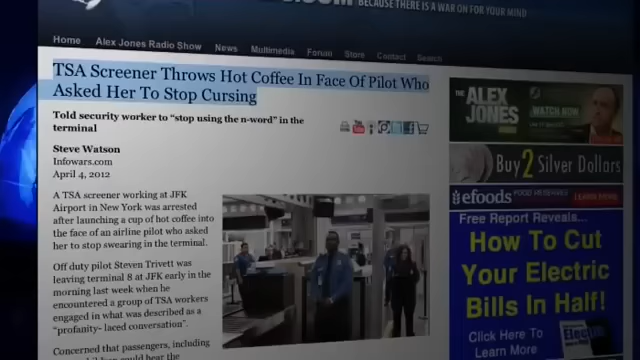 .COM BECAUSE THERE IS A WAR ON FOR YOUR MIND
Home Alex Jones Radio Show News Multimedia Forum Store Contact Search
TSA Screener Throws Hot Coffee In Face Of Pilot Who
Asked Her To Stop Cursing
Told security worker to “stop using the n-word” in the
terminal
Steve Watson
Infowars.com
April 4, 2012
A TSA screener working at JFK
Airport in New York was arrested
after launching a cup of hot coffee into
the face of an airline pilot who asked
her to stop swearing in the terminal.
Off duty pilot Steven Trivett was
leaving terminal 8 at JFK early in the
morning last week when he
encountered a group of TSA workers
engaged in what was described as a
“profanity- laced conversation”.
Concerned that passengers, including
could hear the
THE
ALEX
JONES
WATCH NOW
Buy 2 Silver Dollars
efoods
LEARN MORE
Free Report Reveals...
How To Cut
Your Electric
Bills In Half!
Click Here To
Learn More